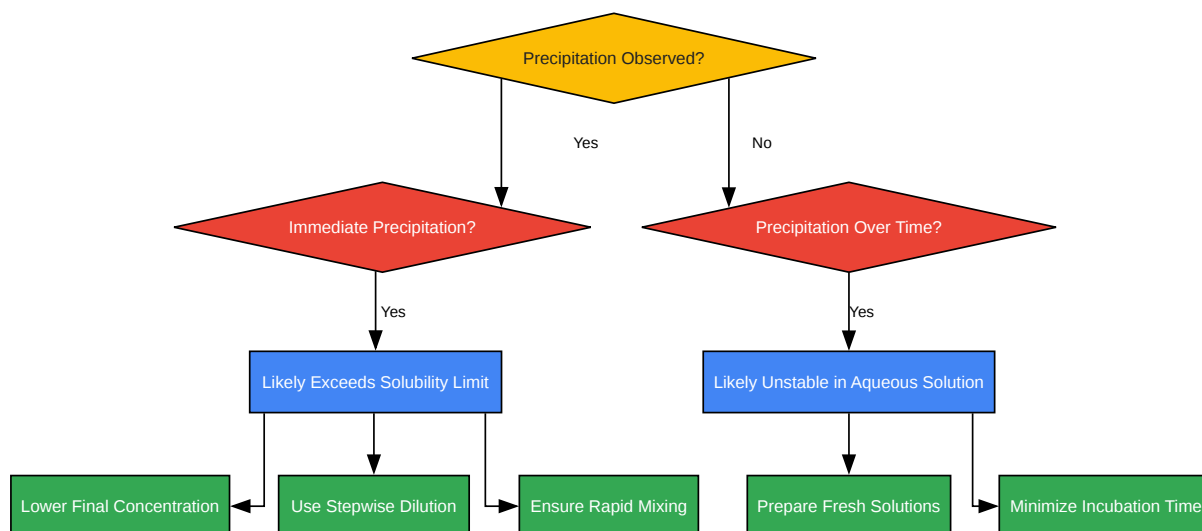 Precipitation Observed?
Yes
No
Immediate Precipitation?
Precipitation Over Time?
Yes
Yes
Likely Exceeds Solubility Limit
Likely Unstable in Aqueous Solution
Lower Final Concentration
Use Stepwise Dilution
Ensure Rapid Mixing
Prepare Fresh Solutions
Minimize Incubation Time